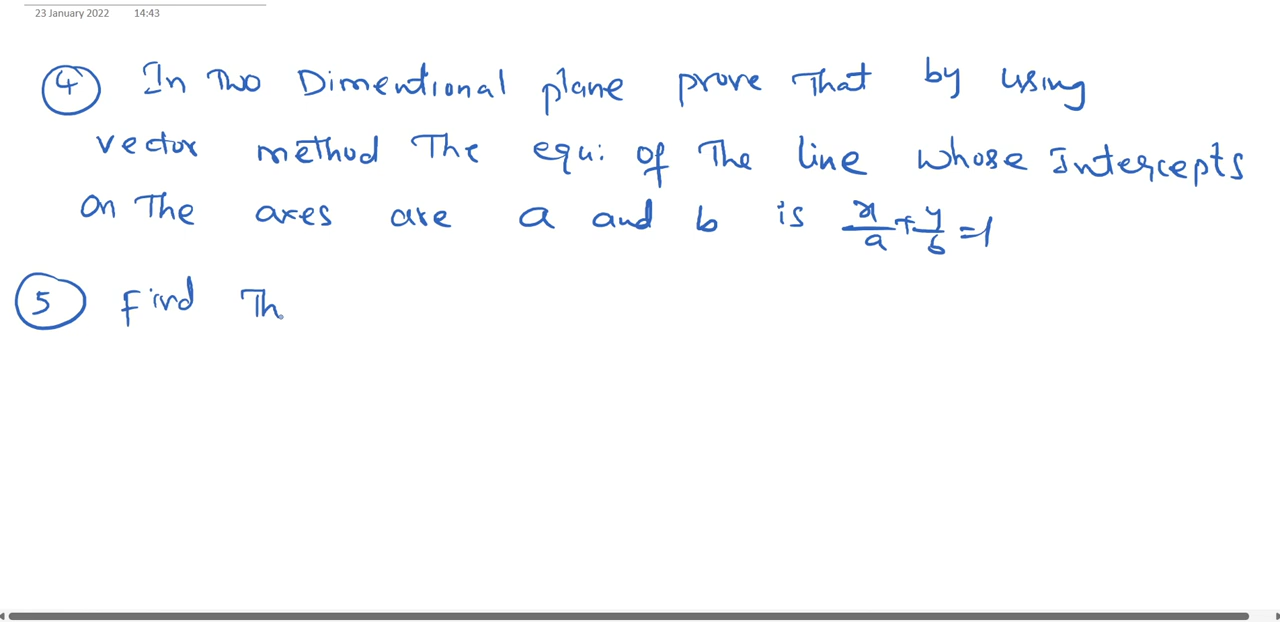 23 January 2022 14:43
④ In Two Dimentional plane prove That by using
vector method The equ: of The line whose Intercepts
on The axes are a and b is x/a + y/b = 1
⑤ Find Th